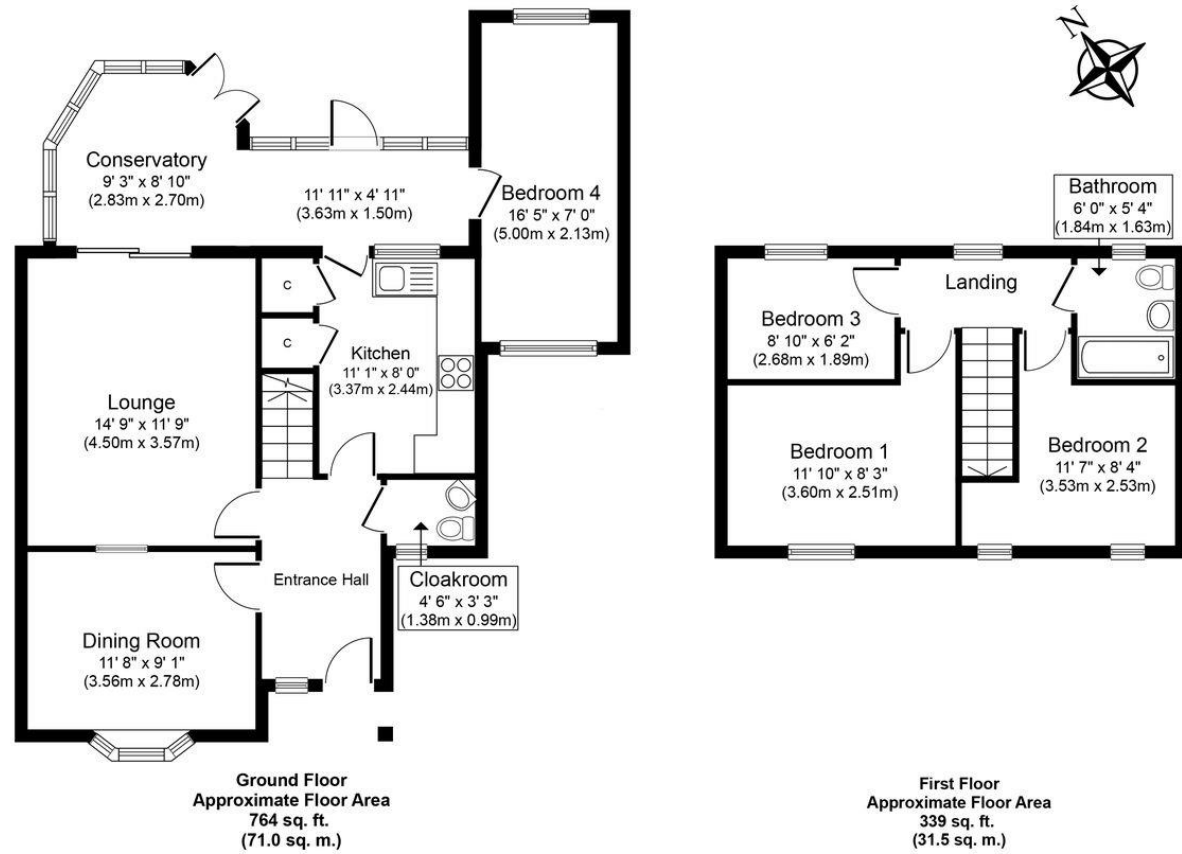 N
Conservatory
9' 3" x 8' 10"
(2.83m x 2.70m)
11' 11" x 4' 11"
(3.63m x 1.50m)
Bedroom 4
16' 5" x 7' 0"
(5.00m x 2.13m)
C
C
Kitchen
11' 1" x 8' 0"
(3.37m x 2.44m)
Lounge
14' 9" x 11' 9"
(4.50m x 3.57m)
Entrance Hall
Cloakroom
4' 6" x 3' 3"
(1.38m x 0.99m)
Dining Room
11' 8" x 9' 1"
(3.56m x 2.78m)
Ground Floor
Approximate Floor Area
764 sq. ft.
(71.0 sq. m.)
Bathroom
6' 0" x 5' 4"
(1.84m x 1.63m)
Landing
Bedroom 3
8' 10" x 6' 2"
(2.68m x 1.89m)
Bedroom 1
11' 10" x 8' 3"
(3.60m x 2.51m)
Bedroom 2
11' 7" x 8' 4"
(3.53m x 2.53m)
First Floor
Approximate Floor Area
339 sq. ft.
(31.5 sq. m.)